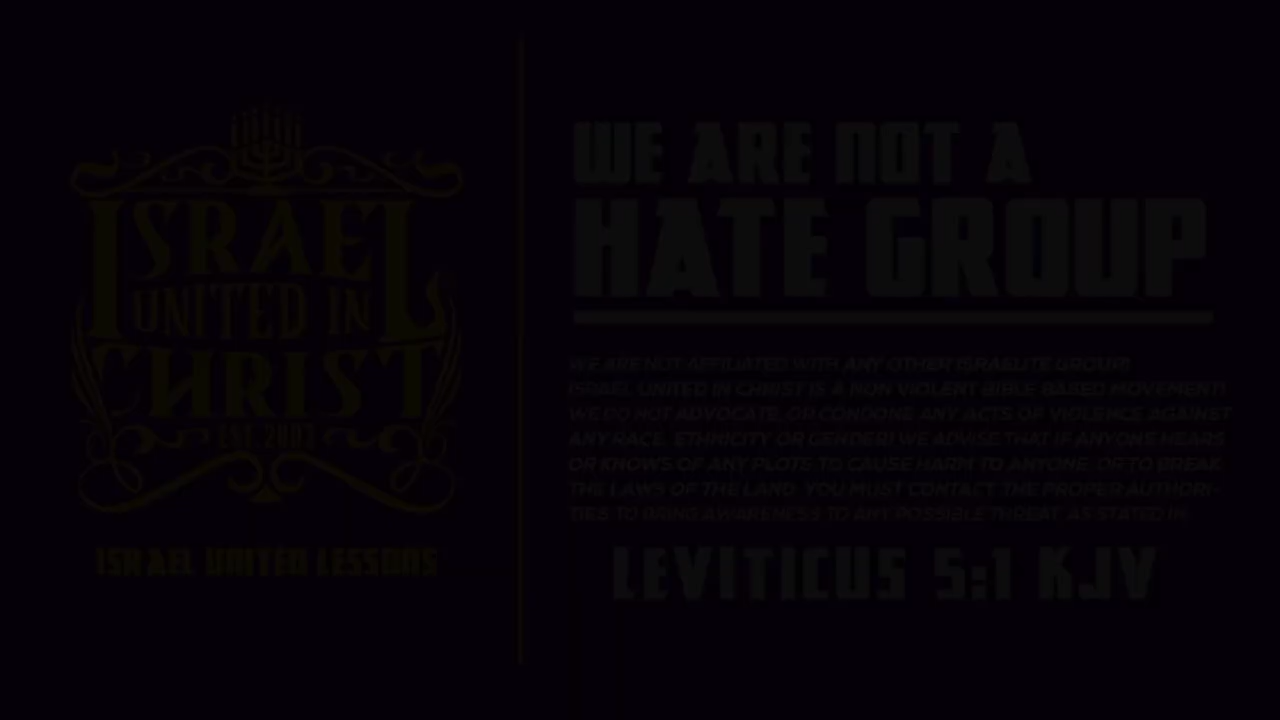 ISRAEL
UNITED IN
CHRIST
EST 2003
ISRAEL UNITED LESSONS
WE ARE NOT A
HATE GROUP
WE ARE NOT AFFILIATED WITH ANY OTHER ISRAELITE GROUP!
ISRAEL UNITED IN CHRIST IS A NON VIOLENT BIBLE BASED MOVEMENT!
WE DO NOT ADVOCATE, OR CONDONE ANY ACTS OF VIOLENCE AGAINST
ANY RACE, ETHNICITY OR GENDER! WE ADVISE THAT IF ANYONE HEARS
OR KNOWS OF ANY PLOTS TO CAUSE HARM TO ANYONE, OR TO BREAK
THE LAWS OF THE LAND, YOU MUST CONTACT THE PROPER AUTHORI-
TIES TO BRING AWARENESS TO ANY POSSIBLE THREAT AS STATED IN
LEVITICUS 5:1 KJV